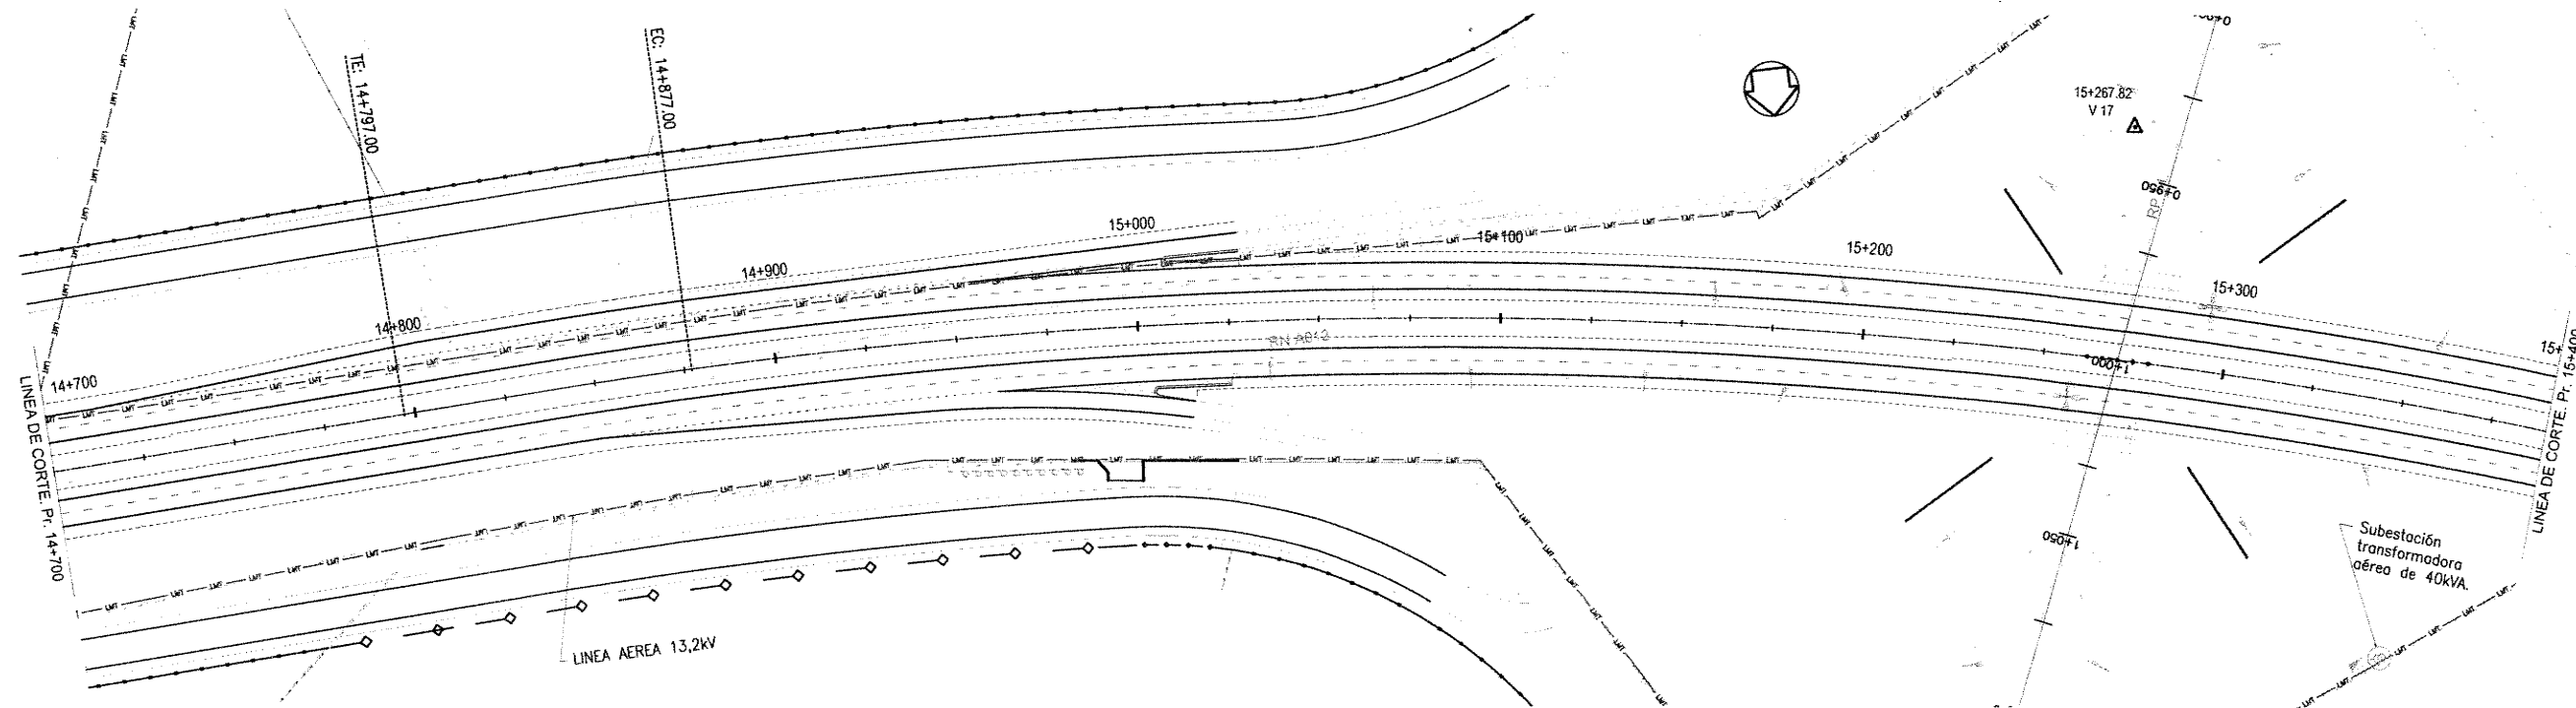 TE: 14+797.00
EC: 14+877.00
15+267.82
V 17
0+950
RP
15+000
15+100
15+200
15+300
14+900
14+800
14+700
RN A012
1+000
1+050
LINEA DE CORTE. Pr. 14+700
LINEA DE CORTE. Pr. 15+400
LINEA AEREA 13,2kV
Subestación
transformadora
aérea de 40kVA.
LMT